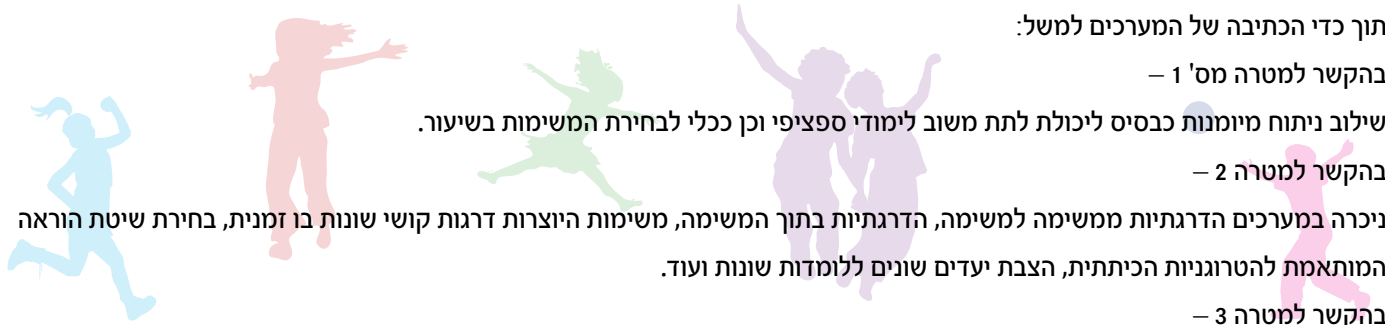 תוך כדי הכתיבה של המערכים למשל:
בהקשר למטרה מס' 1 –
שילוב ניתוח מיומנות כבסיס ליכולת לתת משוב לימודי ספציפי וכן ככלי לבחירת המשימות בשיעור.
בהקשר למטרה 2 –
ניכרה במערכים הדרגתיות ממשימה למשימה, הדרגתיות בתוך המשימה, משימות היוצרות דרגות קושי שונות בו זמנית, בחירת שיטת הוראה
המותאמת להטרוגניות הכיתתית, הצבת יעדים שונים ללומדות שונות ועוד.
בהקשר למטרה 3 –